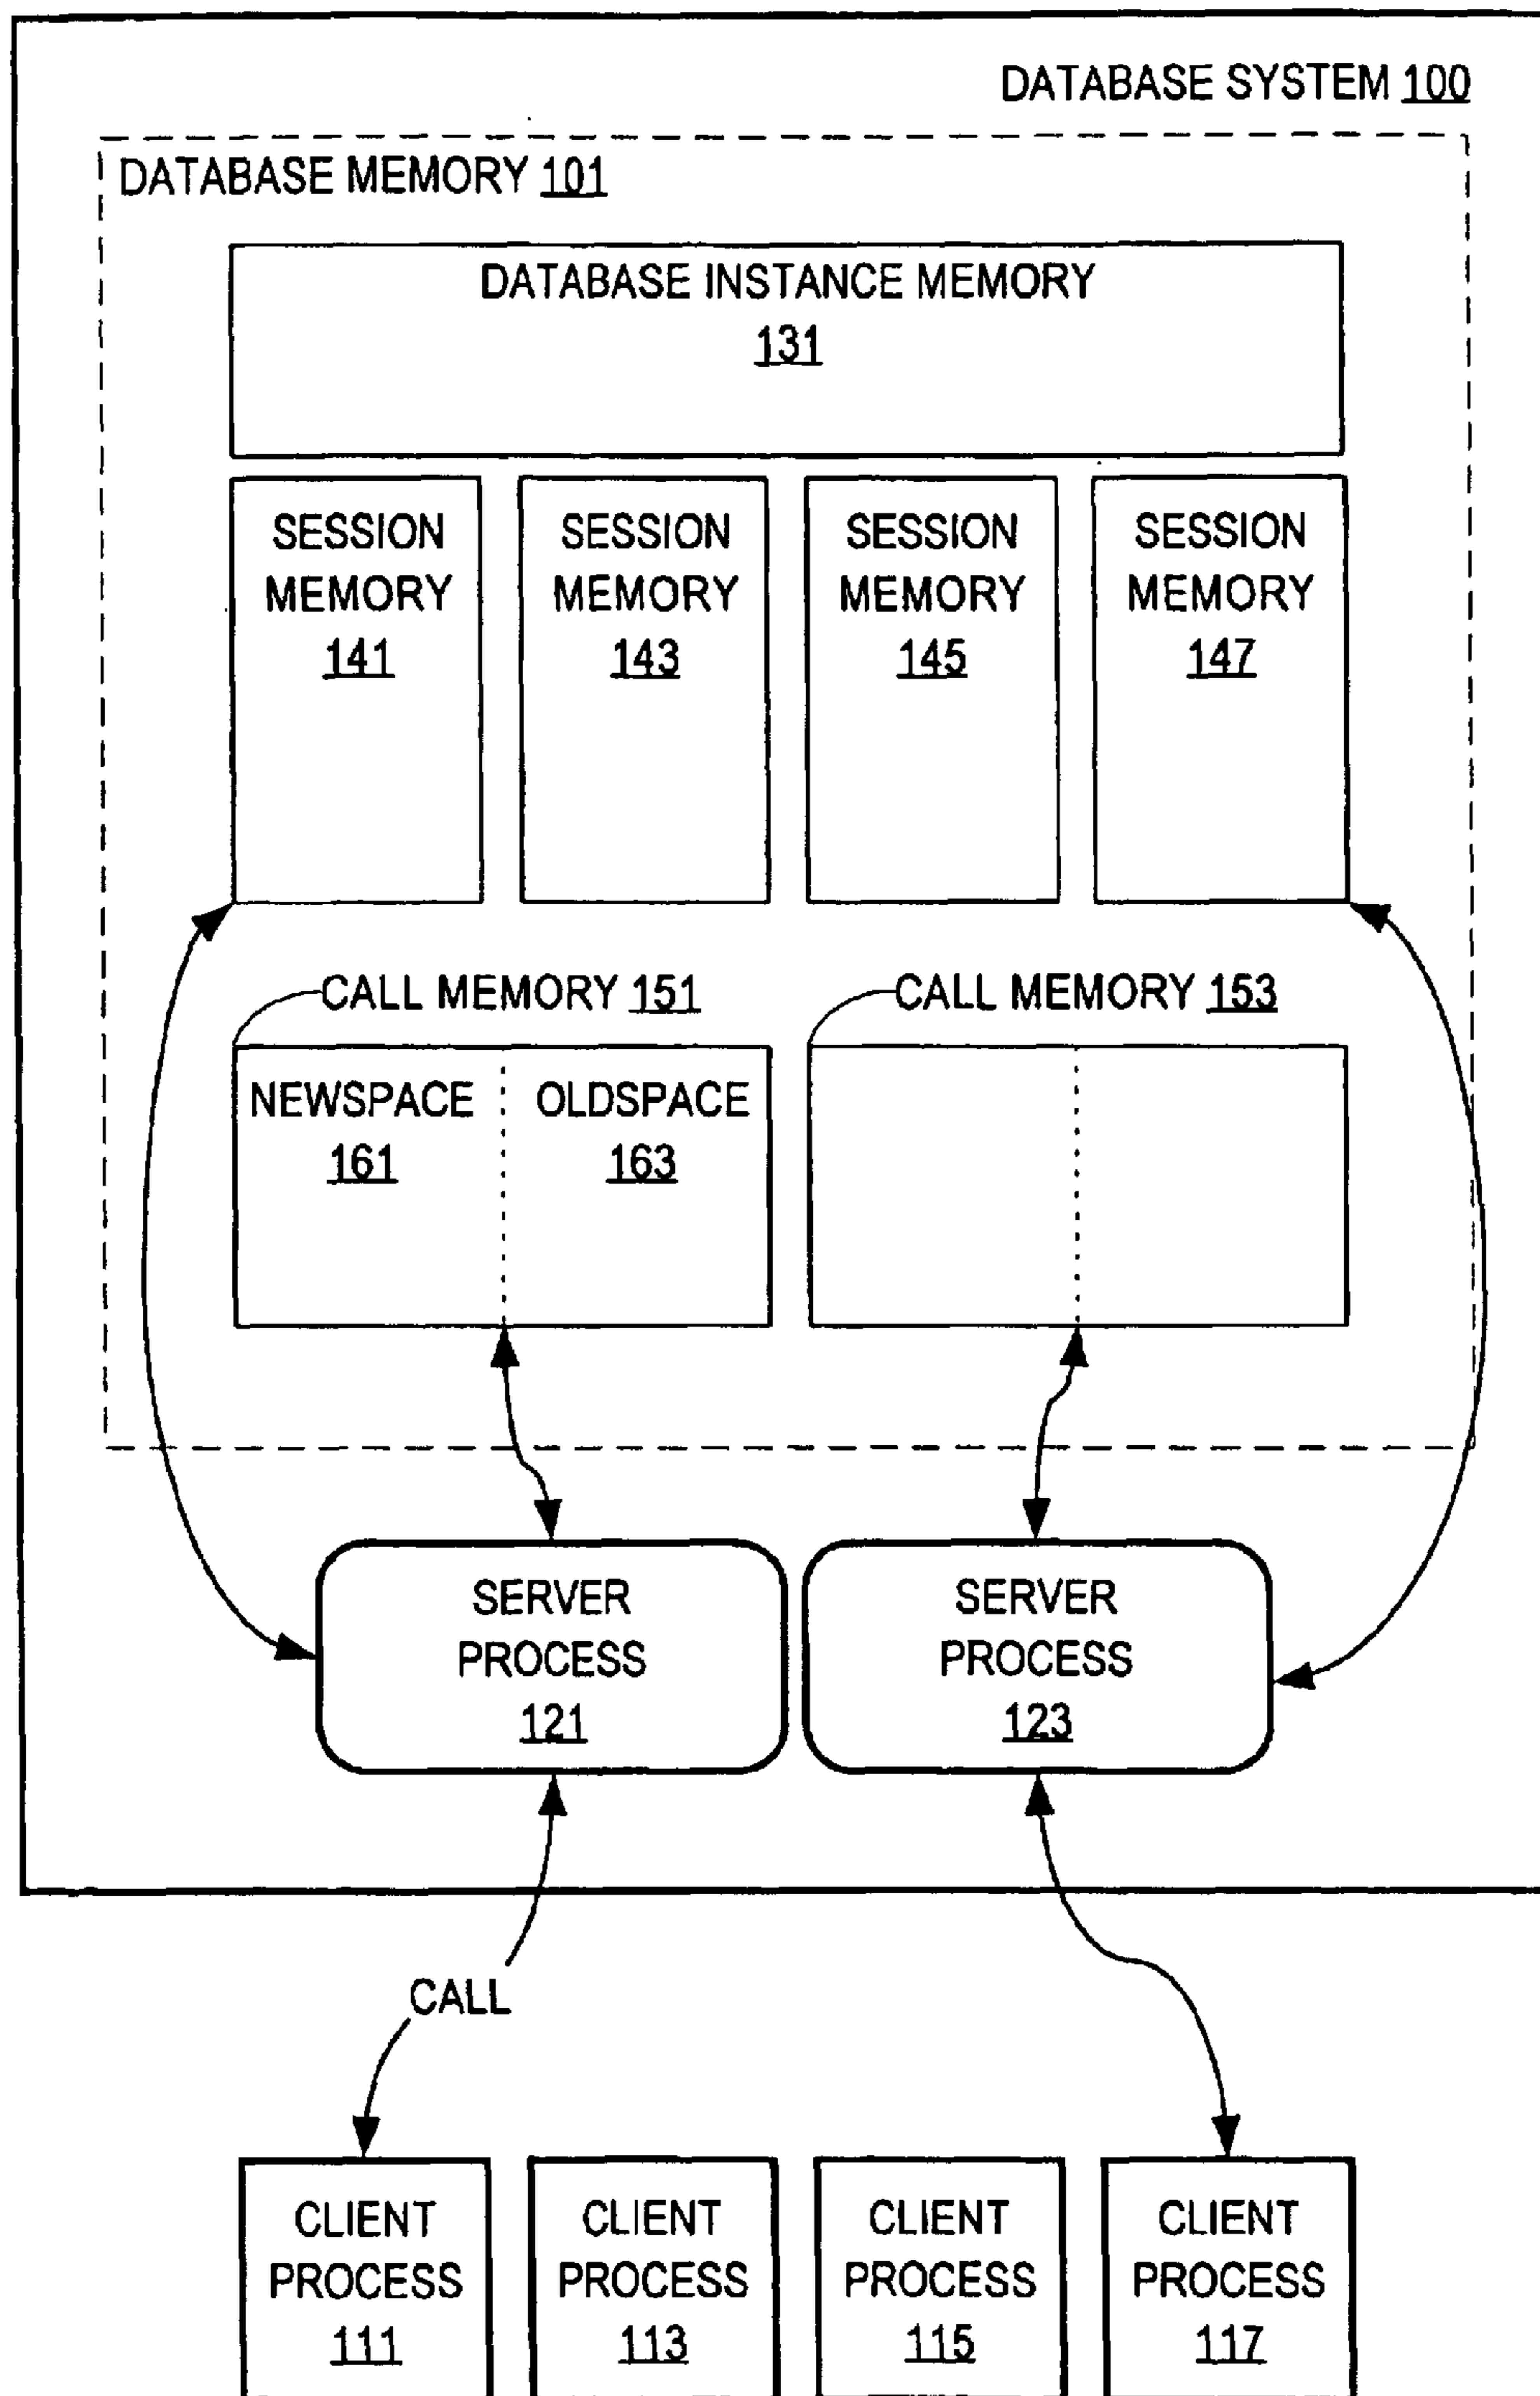 DATABASE SYSTEM 100
DATABASE MEMORY 101
DATABASE INSTANCE MEMORY
131
SESSION
MEMORY
141
SESSION
MEMORY
143
SESSION
MEMORY
145
SESSION
MEMORY
147
CALL MEMORY 151
CALL MEMORY 153
NEWSPACE
161
OLDSPACE
163
SERVER
PROCESS
121
SERVER
PROCESS
123
CALL
CLIENT
PROCESS
111
CLIENT
PROCESS
113
CLIENT
PROCESS
115
CLIENT
PROCESS
117